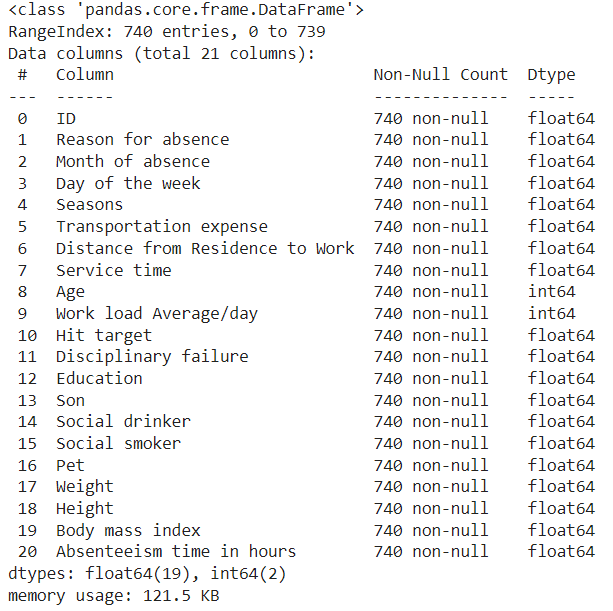 <class 'pandas.core.frame.DataFrame'>
RangeIndex: 740 entries, 0 to 739
Data columns (total 21 columns):
 #   Column                           Non-Null Count  Dtype
---  ------                           --------------  -----
 0   ID                               740 non-null    float64
 1   Reason for absence               740 non-null    float64
 2   Month of absence                 740 non-null    float64
 3   Day of the week                  740 non-null    float64
 4   Seasons                          740 non-null    float64
 5   Transportation expense           740 non-null    float64
 6   Distance from Residence to Work  740 non-null    float64
 7   Service time                     740 non-null    float64
 8   Age                              740 non-null    int64
 9   Work load Average/day            740 non-null    int64
 10  Hit target                       740 non-null    float64
 11  Disciplinary failure             740 non-null    float64
 12  Education                        740 non-null    float64
 13  Son                              740 non-null    float64
 14  Social drinker                   740 non-null    float64
 15  Social smoker                    740 non-null    float64
 16  Pet                              740 non-null    float64
 17  Weight                           740 non-null    float64
 18  Height                           740 non-null    float64
 19  Body mass index                  740 non-null    float64
 20  Absenteeism time in hours        740 non-null    float64
dtypes: float64(19), int64(2)
memory usage: 121.5 KB